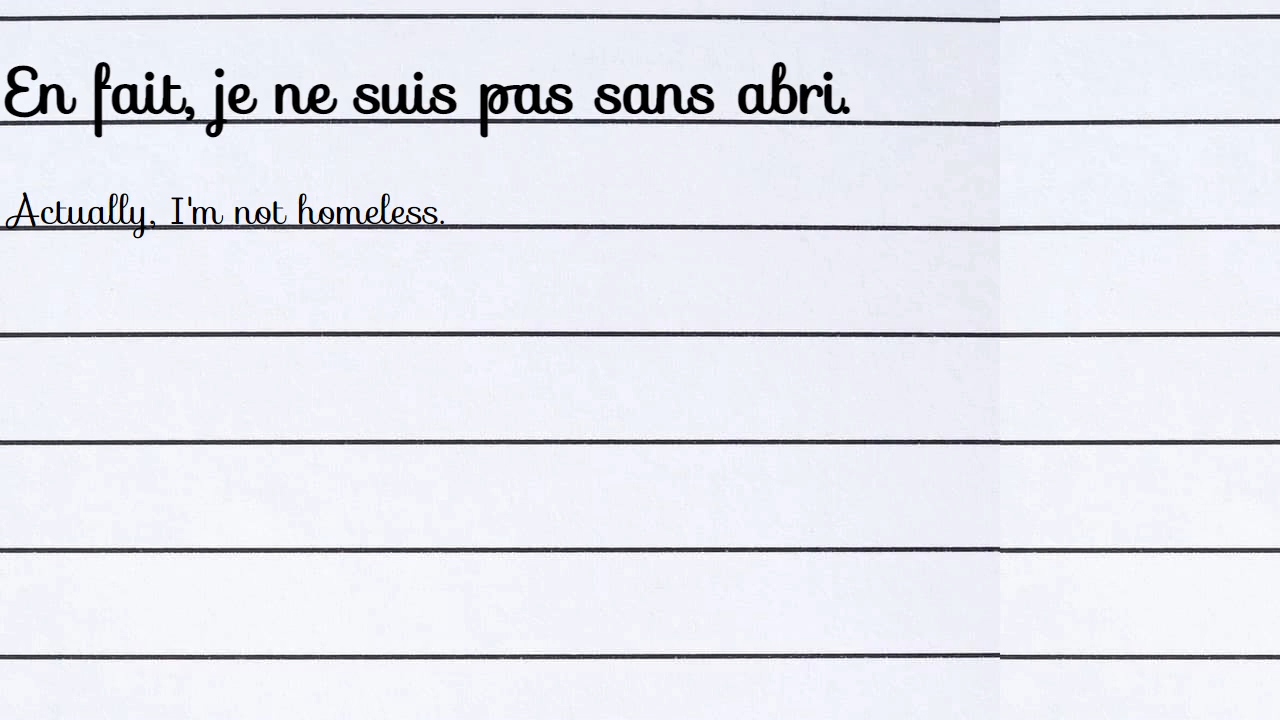 En fait, je ne suis pas sans abri.
Actually, I'm not homeless.